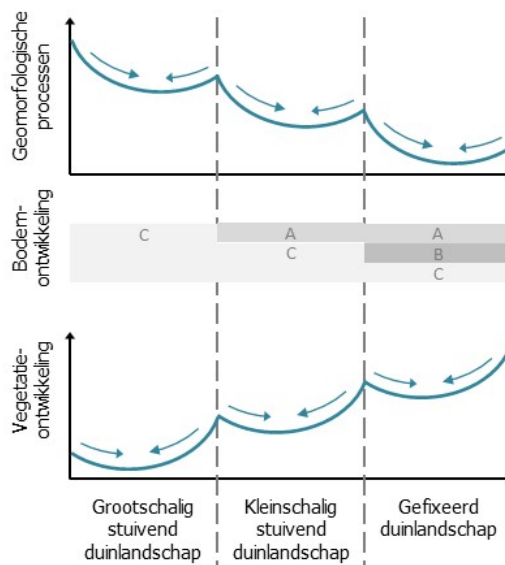 Geomorfologische
processen
Bodem-
ontwikkeling
C A A
C B
C
Vegetatie-
ontwikkeling
Grootschalig
stuivend
duinlandschap
Kleinschalig
stuivend
duinlandschap
Gefixeerd
duinlandschap